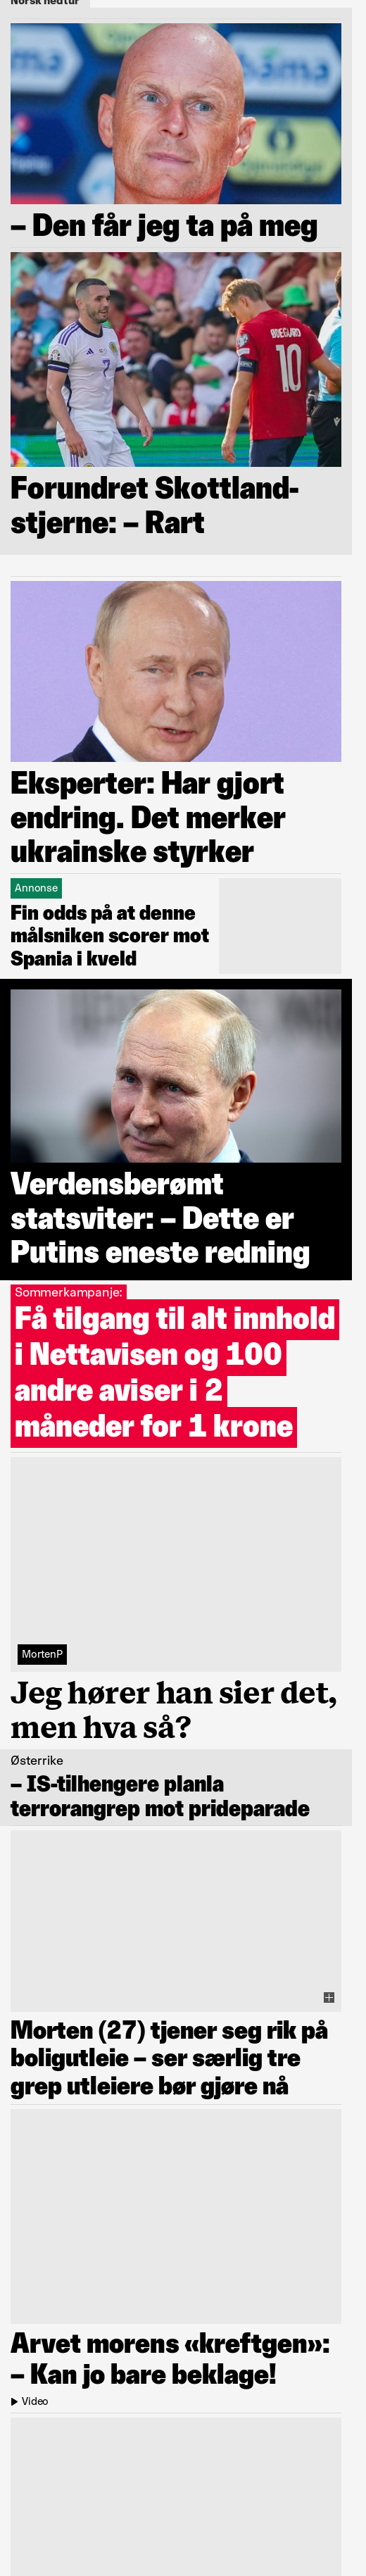 Norsk nedtur
– Den får jeg ta på meg
ØDEGAARD
10
7
Forundret Skottland-
stjerne: – Rart
Eksperter: Har gjort
endring. Det merker
ukrainske styrker
Annonse
Fin odds på at denne
målsniken scorer mot
Spania i kveld
Verdensberømt
statsviter: – Dette er
Putins eneste redning
Sommerkampanje:
Få tilgang til alt innhold
i Nettavisen og 100
andre aviser i 2
måneder for 1 krone
MortenP
Jeg hører han sier det,
men hva så?
Østerrike
– IS-tilhengere planla
terrorangrep mot prideparade
Morten (27) tjener seg rik på
boligutleie – ser særlig tre
grep utleiere bør gjøre nå
Arvet morens «kreftgen»:
– Kan jo bare beklage!
Video